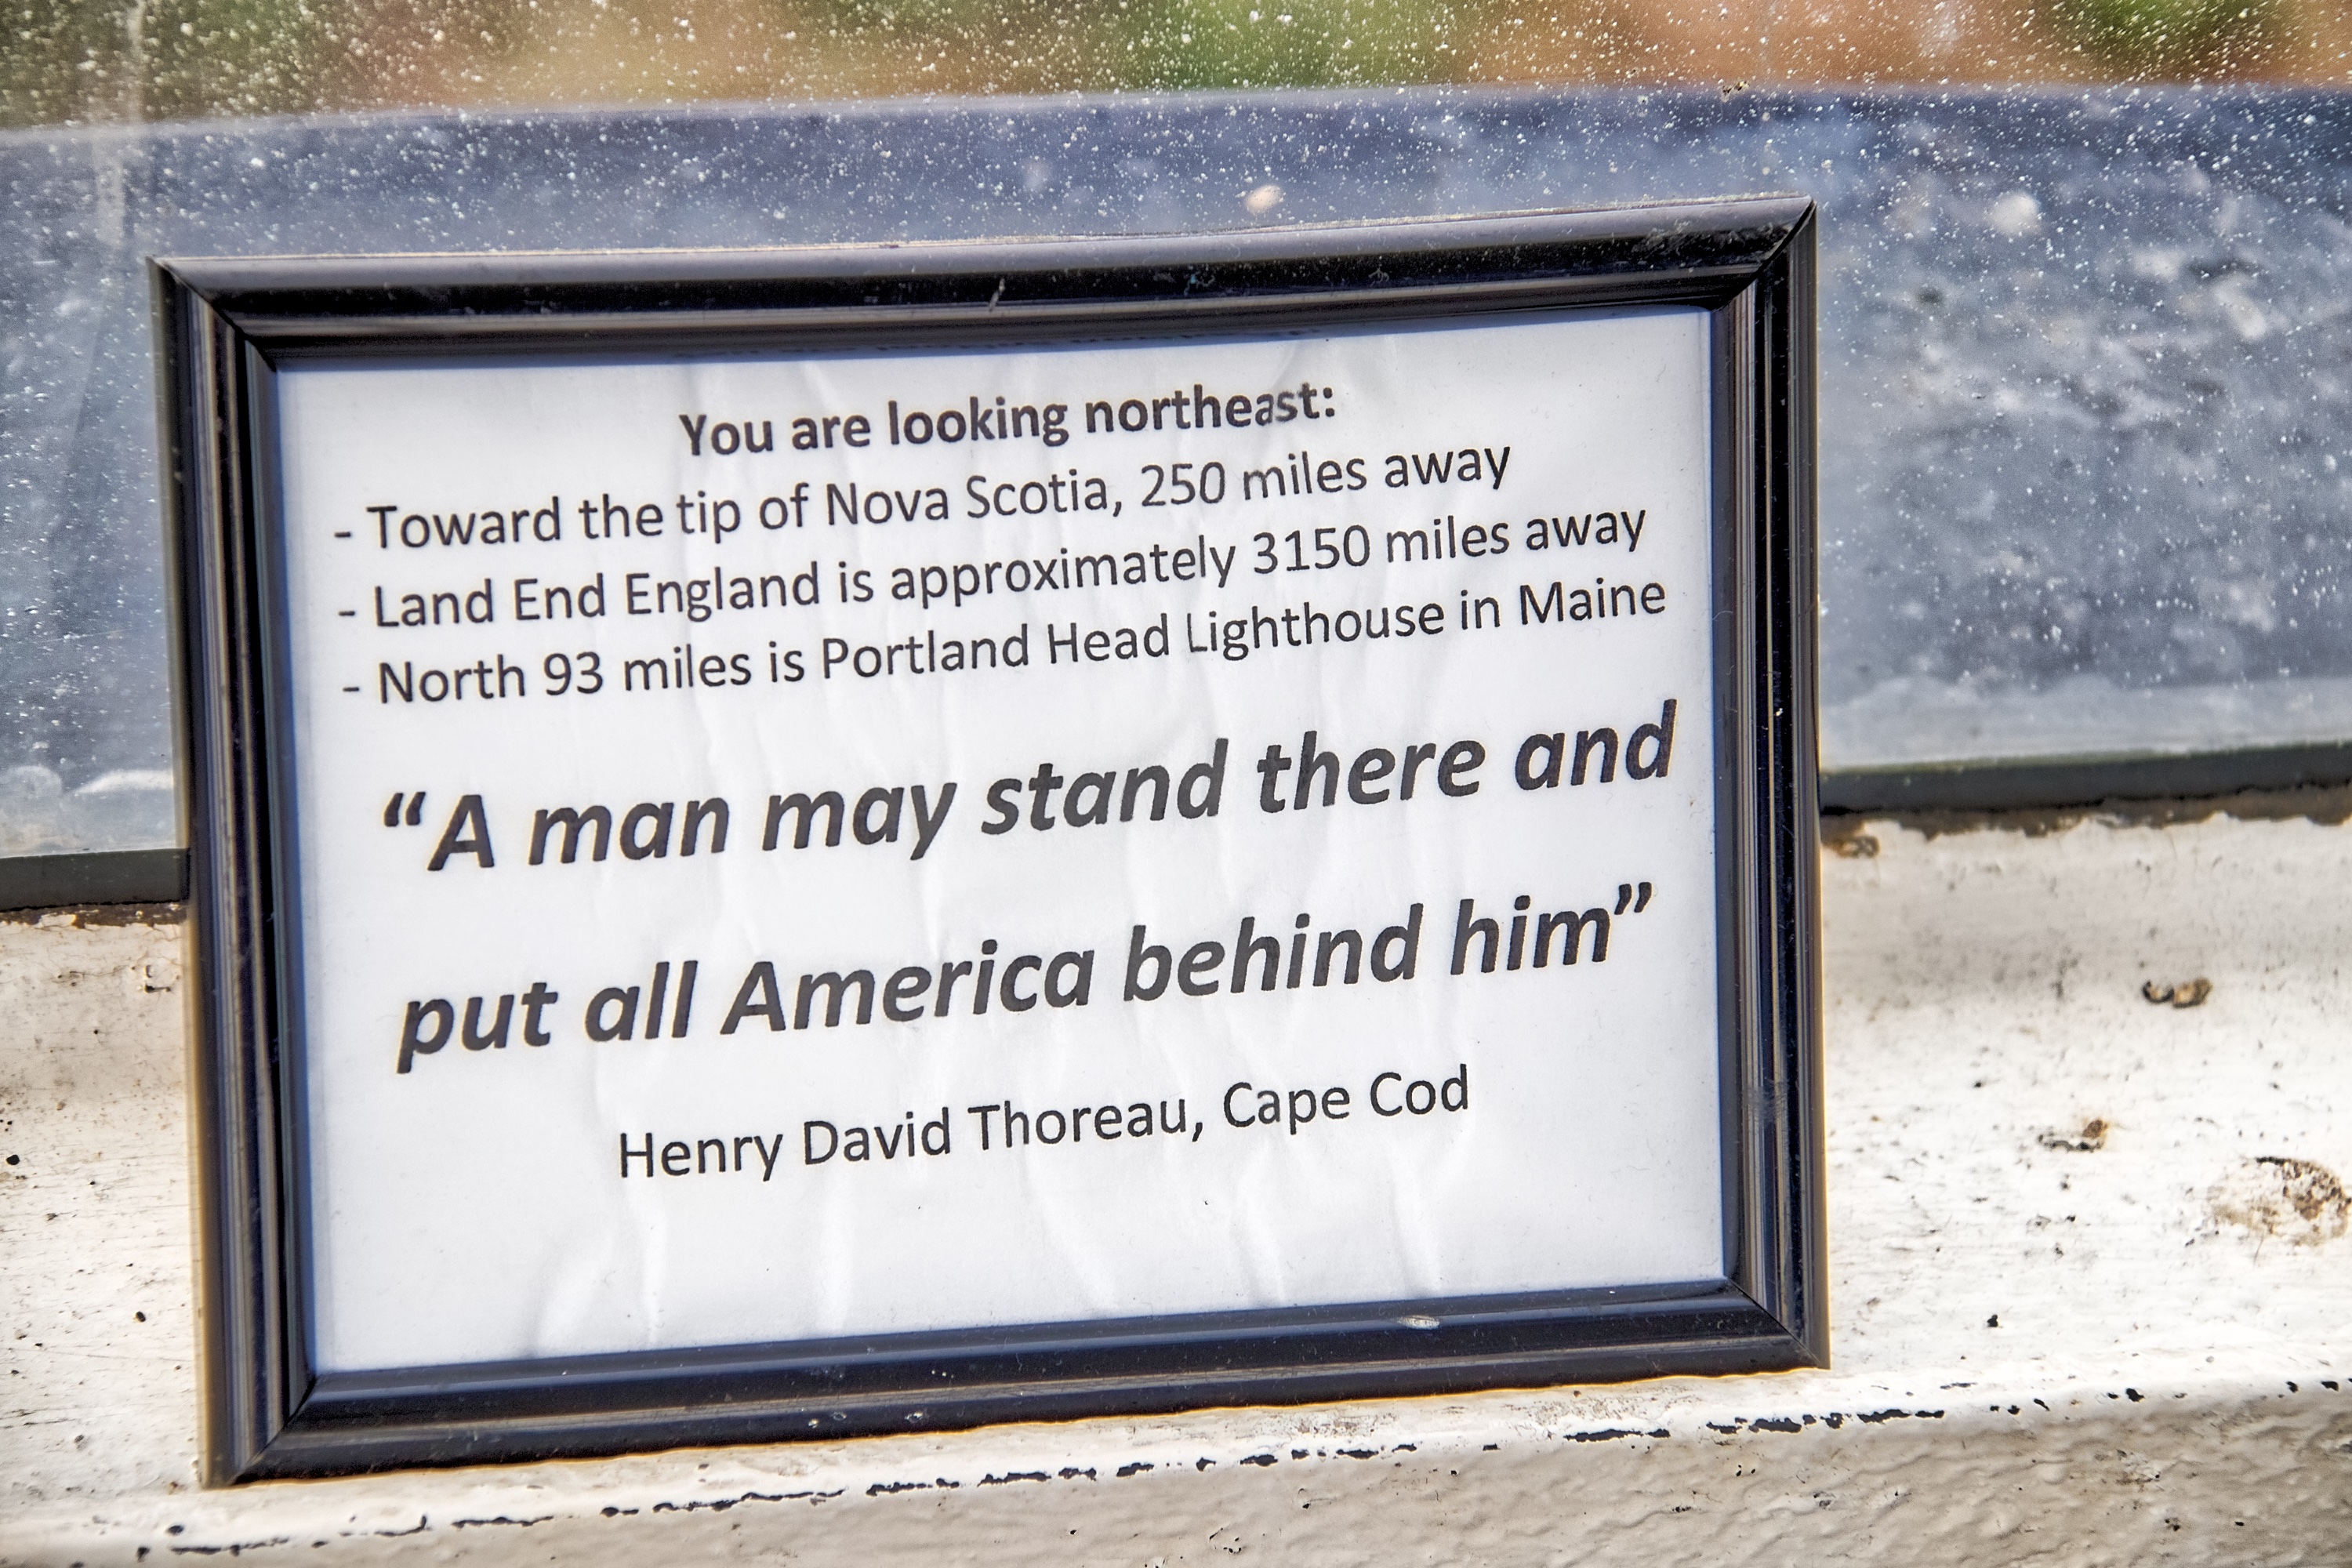 You are looking northeast:
- Toward the tip of Nova Scotia, 250 miles away
- Land End England is approximately 3150 miles away
- North 93 miles is Portland Head Lighthouse in Maine
“A man may stand there and
put all America behind him”
Henry David Thoreau, Cape Cod